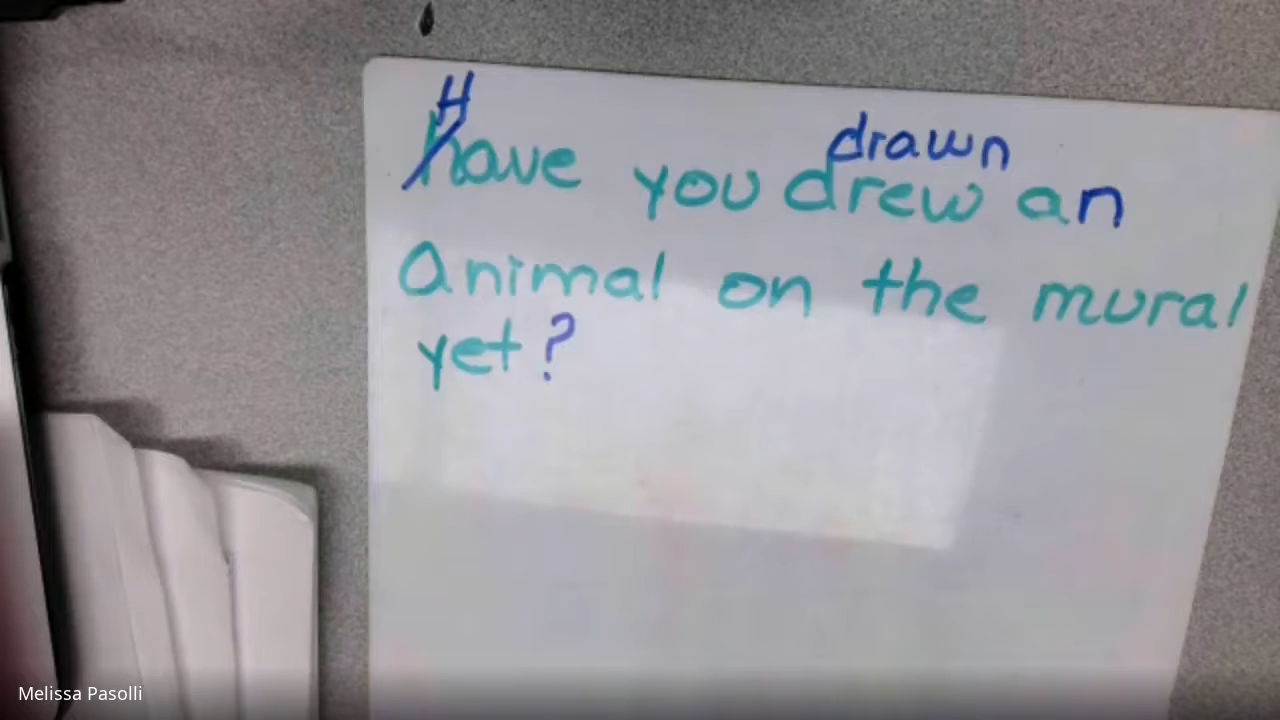 H
drawn
have you drew an
animal on the mural
yet?
Melissa Pasolli